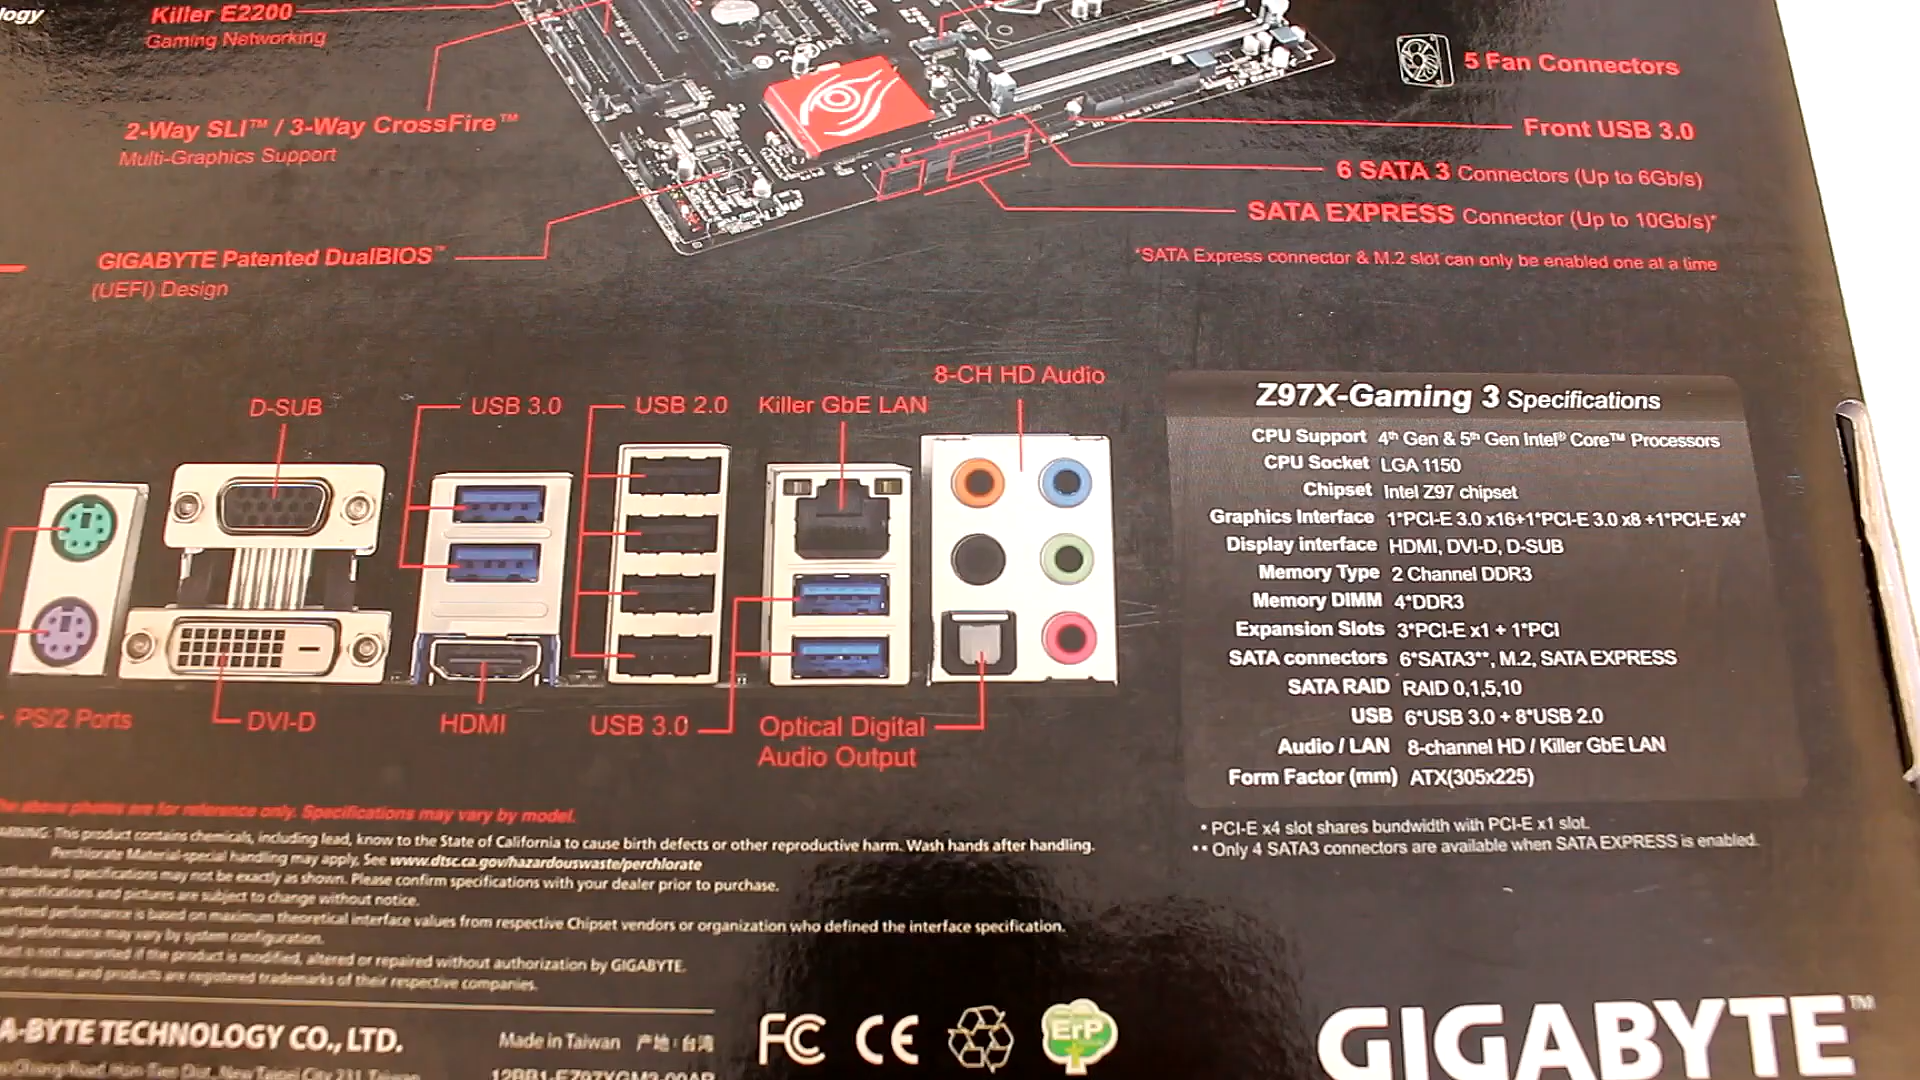 logy
Killer E2200
Gaming Networking
2-Way SLI™ / 3-Way CrossFire™
Multi-Graphics Support
GIGABYTE Patented DualBIOS™
(UEFI) Design
5 Fan Connectors
Front USB 3.0
6 SATA 3 Connectors (Up to 6Gb/s)
SATA EXPRESS Connector (Up to 10Gb/s)*
*SATA Express connector & M.2 slot can only be enabled one at a time
8-CH HD Audio
D-SUB
USB 3.0
USB 2.0
Killer GbE LAN
PS/2 Ports
DVI-D
HDMI
USB 3.0
Optical Digital
Audio Output
Z97X-Gaming 3 Specifications
CPU Support 4th Gen & 5th Gen Intel® Core™ Processors
CPU Socket LGA 1150
Chipset Intel Z97 chipset
Graphics Interface 1*PCI-E 3.0 x16+1*PCI-E 3.0 x8 +1*PCI-E x4*
Display interface HDMI, DVI-D, D-SUB
Memory Type 2 Channel DDR3
Memory DIMM 4*DDR3
Expansion Slots 3*PCI-E x1 + 1*PCI
SATA connectors 6*SATA3**, M.2, SATA EXPRESS
SATA RAID RAID 0,1,5,10
USB 6*USB 3.0 + 8*USB 2.0
Audio / LAN 8-channel HD / Killer GbE LAN
Form Factor (mm) ATX(305x225)
* PCI-E x4 slot shares bundwidth with PCI-E x1 slot.
** Only 4 SATA3 connectors are available when SATA EXPRESS is enabled.
The above photos are for reference only. Specifications may vary by model.
WARNING: This product contains chemicals, including lead, know to the State of California to cause birth defects or other reproductive harm. Wash hands after handling.
Perchlorate Material-special handling may apply, See www.dtsc.ca.gov/hazardouswaste/perchlorate
specifications may not be exactly as shown. Please confirm specifications with your dealer prior to purchase.
specifications and pictures are subject to change without notice.
performance is based on maximum theoretical interface values from respective Chipset vendors or organization who defined the interface specification.
performance may vary by system configuration.
is not warranted if the product is modified, altered or repaired without authorization by GIGABYTE.
names and products are registered trademarks of their respective companies.
A-BYTE TECHNOLOGY CO., LTD.
Made in Taiwan 产地：台湾
Dist., New Taipei City 231, Taiwan
12BB1-EZ97XGM3-00AR
FC CE ErP
GIGABYTE™